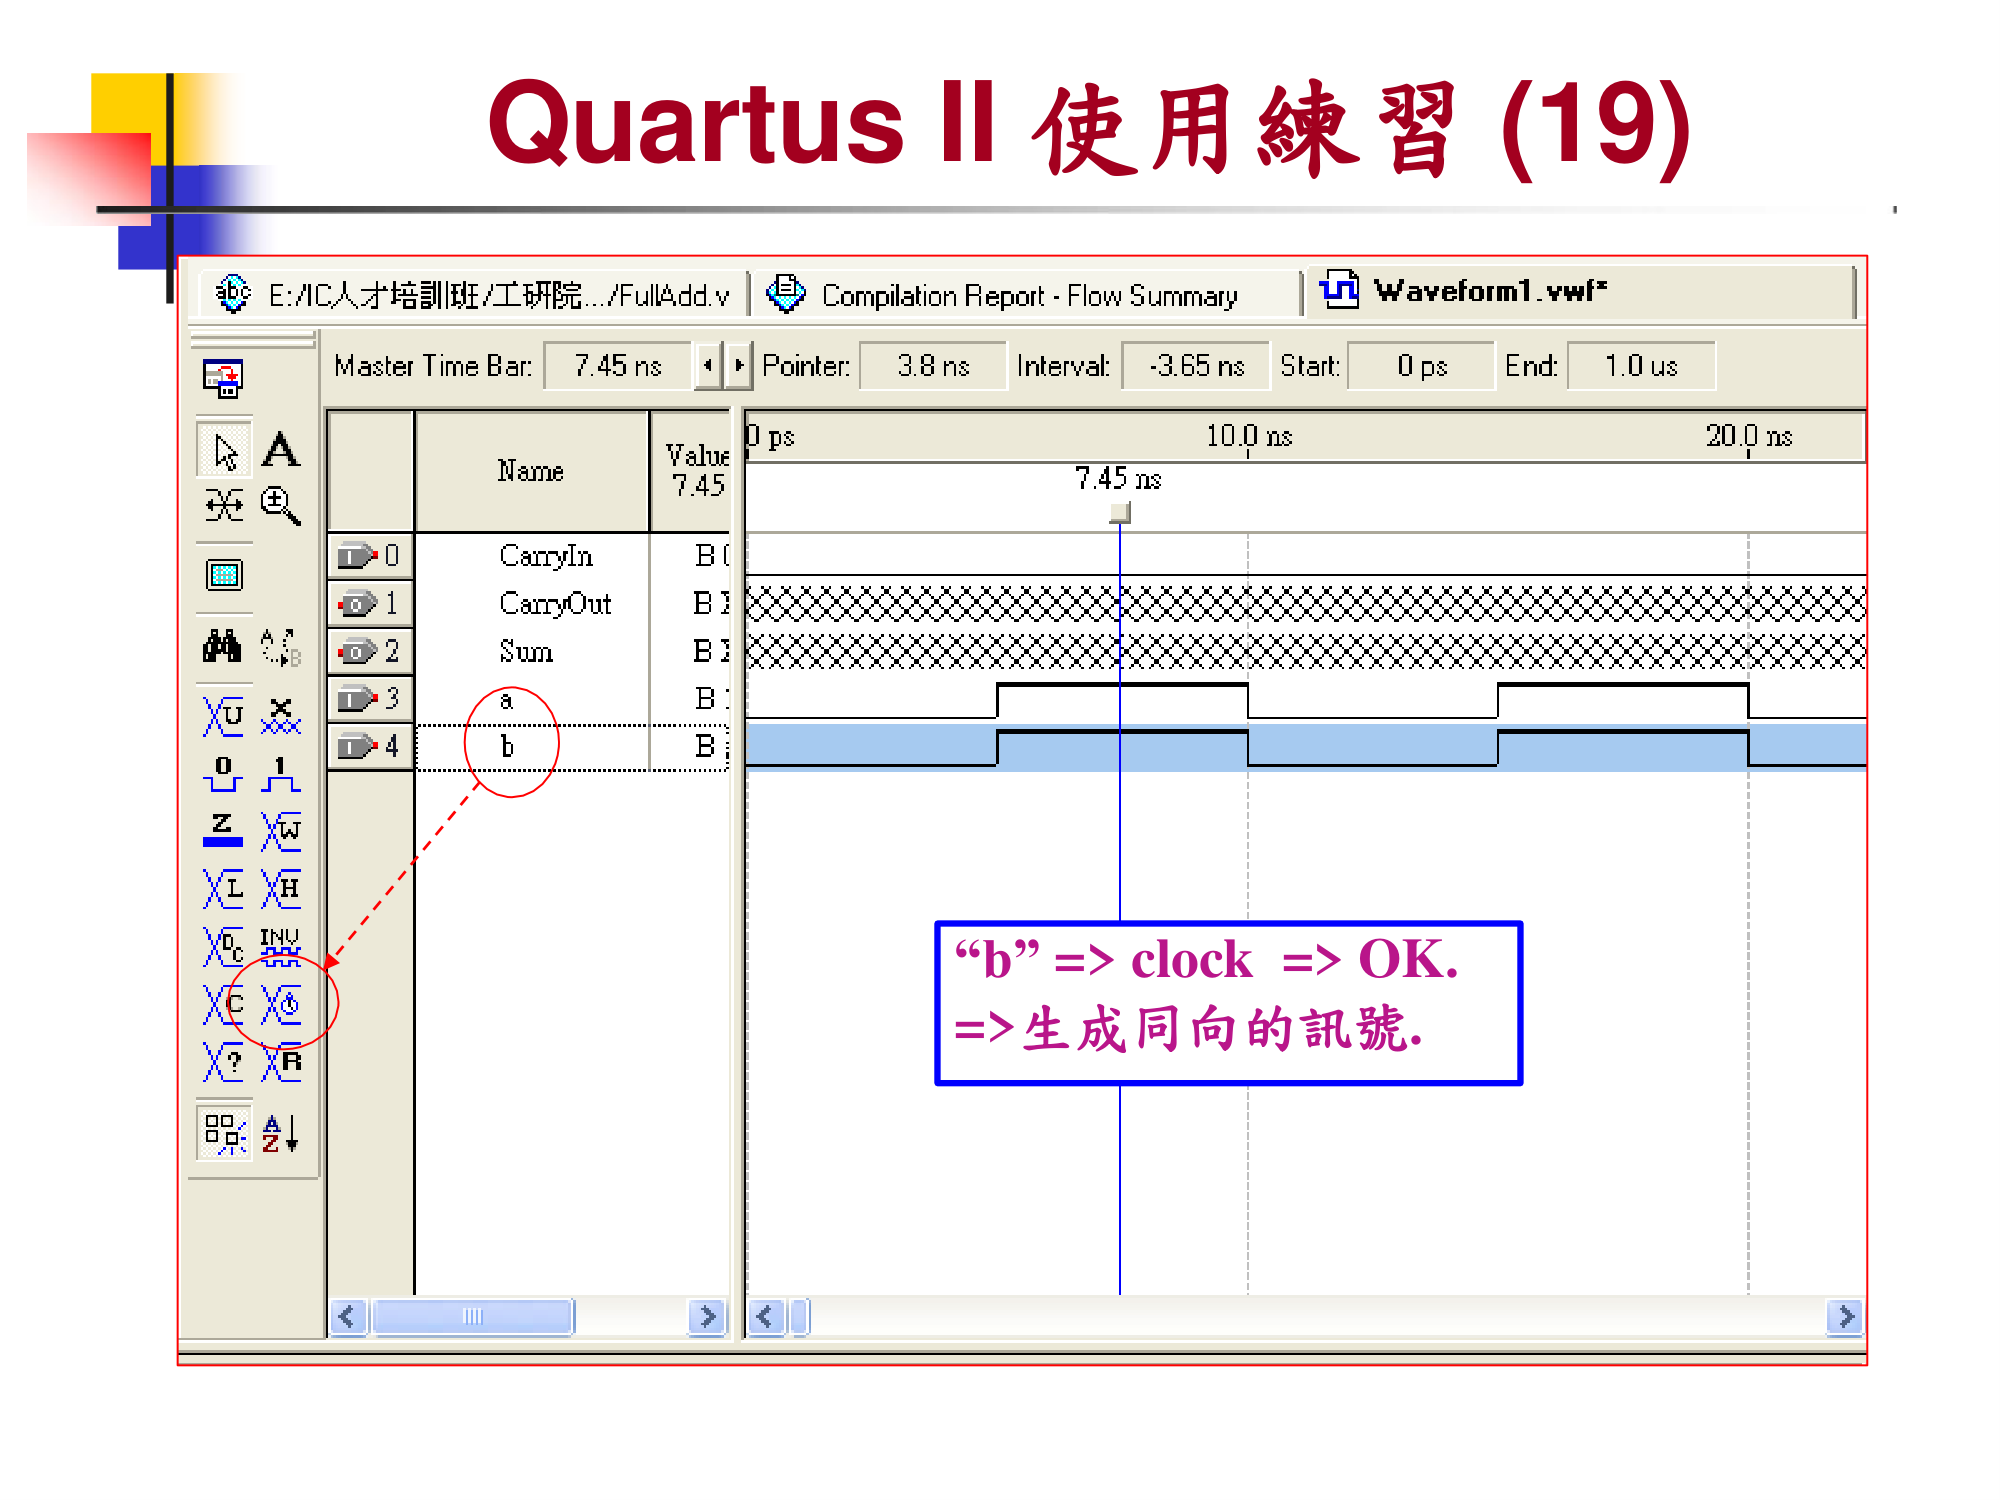 Quartus II 使用練習 (19)
E:/IC人才培訓班/工研院.../FullAdd.v
Compilation Report - Flow Summary
Waveform1.vwf*
Master Time Bar: 7.45 ns
Pointer: 3.8 ns
Interval: -3.65 ns
Start: 0 ps
End: 1.0 us
Name
Value
7.45
0 ps
10.0 ns
20.0 ns
7.45 ns
0 CarryIn B
1 CarryOut B
2 Sum B
3 a B
4 b B
“b” => clock => OK.
=>生成同向的訊號.